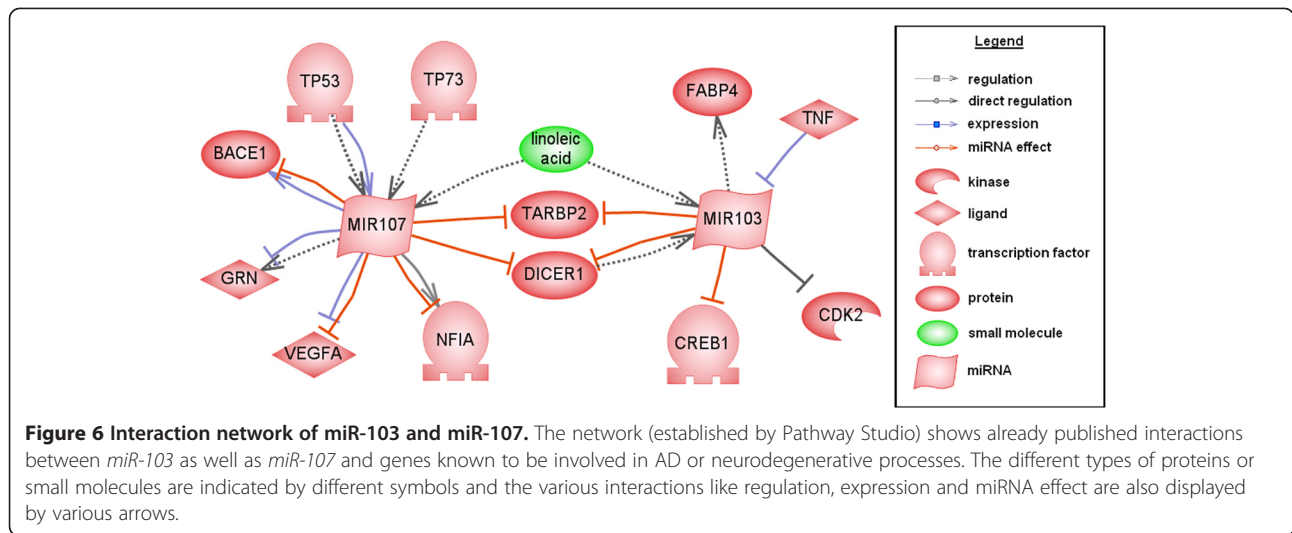 TP53
TP73
BACE1
MIR107
GRN
VEGFA
NFIA
linoleic
acid
TARBP2
DICER1
FABP4
TNF
MIR103
CREB1
CDK2
Legend
regulation
direct regulation
expression
miRNA effect
kinase
ligand
transcription factor
protein
small molecule
miRNA
Figure 6 Interaction network of miR-103 and miR-107. The network (established by Pathway Studio) shows already published interactions
between miR-103 as well as miR-107 and genes known to be involved in AD or neurodegenerative processes. The different types of proteins or
small molecules are indicated by different symbols and the various interactions like regulation, expression and miRNA effect are also displayed
by various arrows.